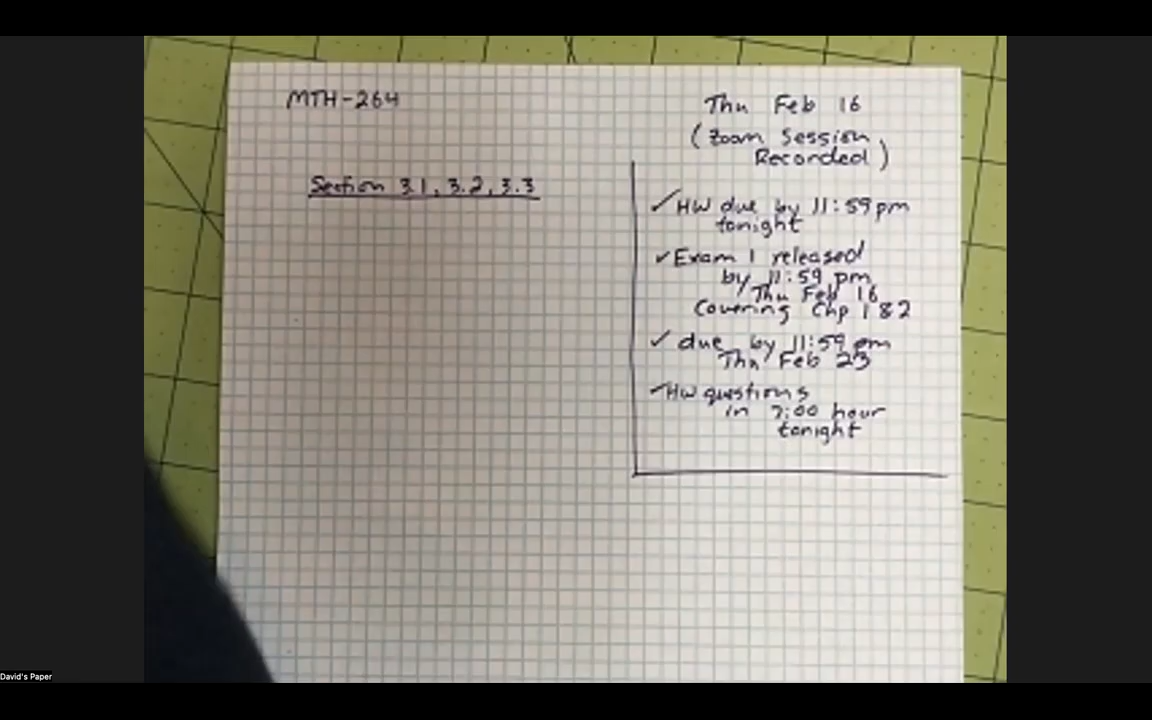 MTH-264
Thu Feb 16
(Zoom Session
Recorded)
Section 3.1, 3.2, 3.3
✓HW due by 11:59pm
tonight
✓Exam 1 released
by 11:59 pm
Thu Feb 16
Covering Chp 1 & 2
✓ due by 11:59 pm
Thu Feb 23
✓HW questions
in 7:00 hour
tonight
David's Paper